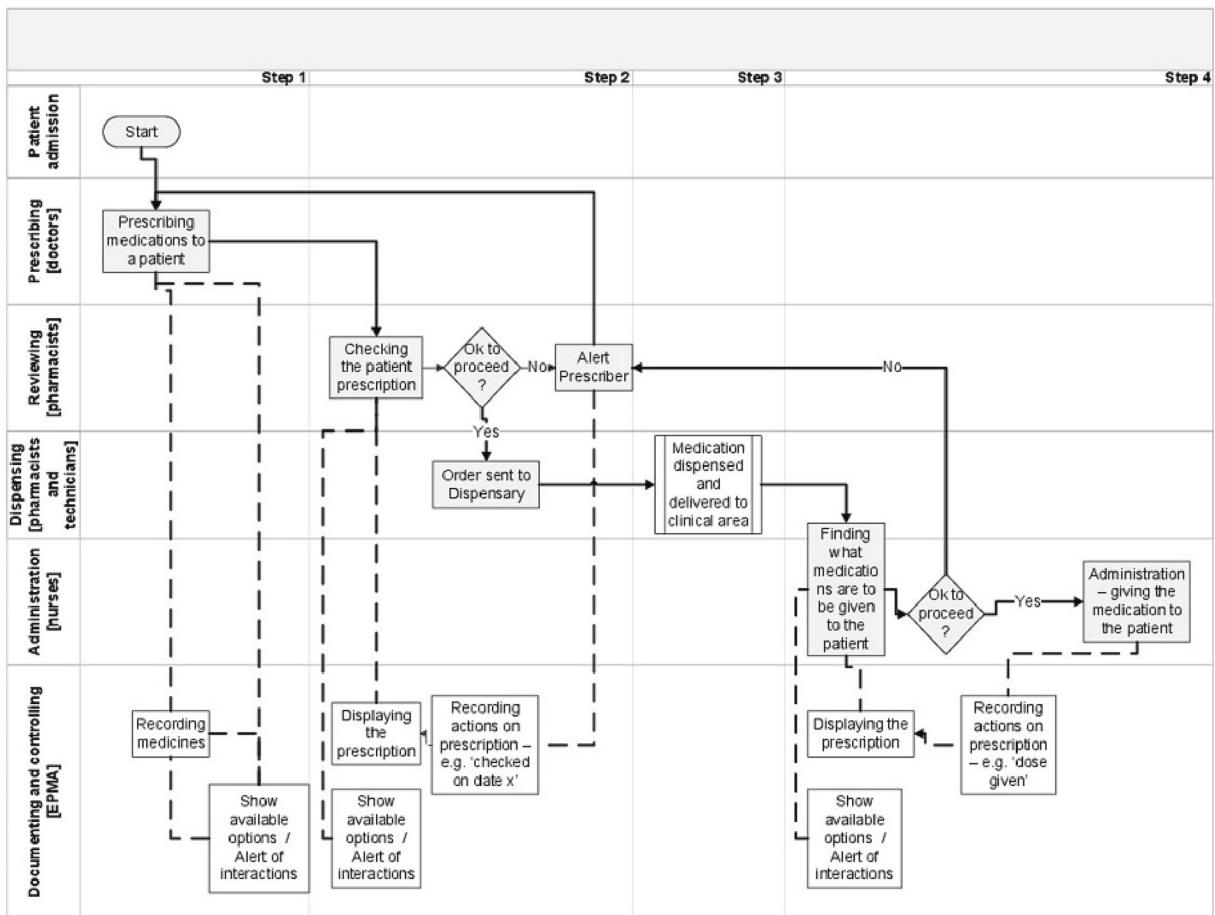 Step 1
Step 2
Step 3
Step 4
Patient
admission
Start
Prescribing
[doctors]
Prescribing
medications to
a patient
Reviewing
[pharmacists]
Checking
the patient
prescription
Ok to
proceed
?
No
Alert
Prescriber
No
Yes
Dispensing
[pharmacists
and
technicians]
Order sent to
Dispensary
Medication
dispensed
and
delivered to
clinical area
Administration
[nurses]
Finding
what
medicatio
ns are to
be given
to the
patient
Ok to
proceed
?
Yes
Administration
– giving the
medication to
the patient
Documenting and controlling
[EPMA]
Recording
medicines
Show
available
options /
Alert of
interactions
Displaying
the
prescription
Recording
actions on
prescription –
e.g. ‘checked
on date x’
Show
available
options /
Alert of
interactions
Displaying the
prescription
Recording
actions on
prescription
– e.g. ‘dose
given’
Show
available
options /
Alert of
interactions